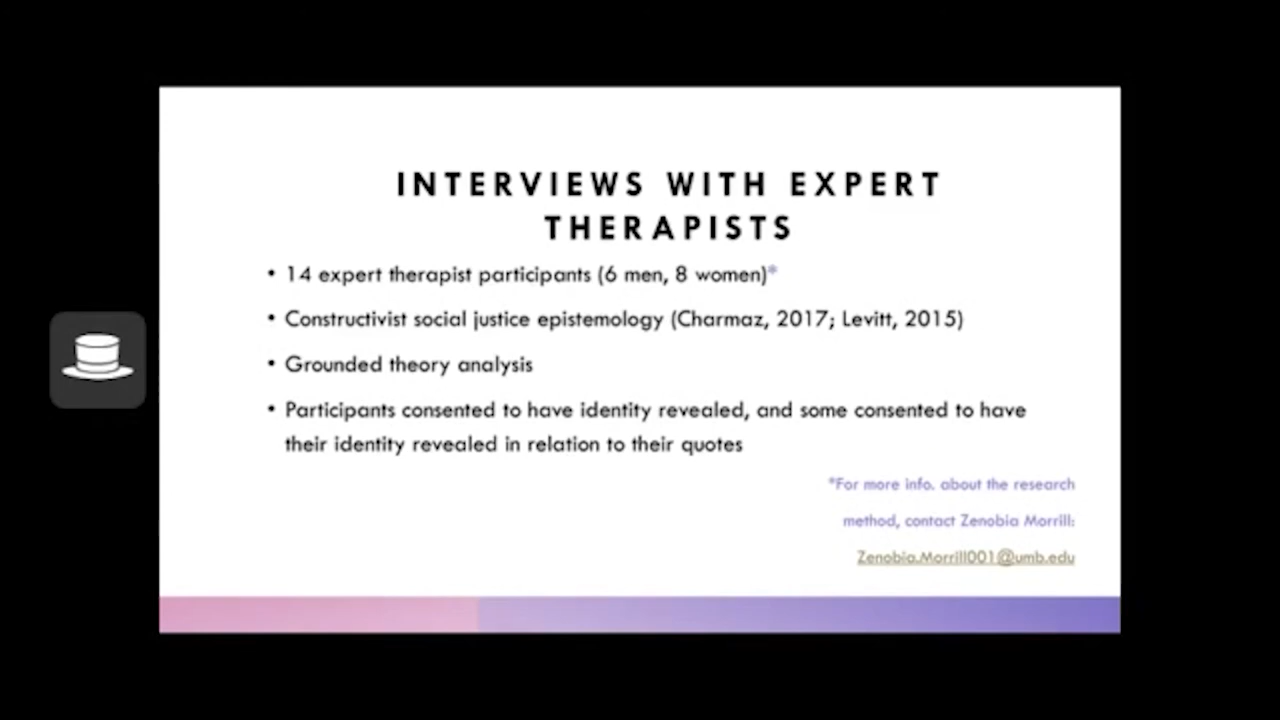 INTERVIEWS WITH EXPERT
THERAPISTS
• 14 expert therapist participants (6 men, 8 women)*
• Constructivist social justice epistemology (Charmaz, 2017; Levitt, 2015)
• Grounded theory analysis
• Participants consented to have identity revealed, and some consented to have
their identity revealed in relation to their quotes
*For more info. about the research
method, contact Zenobia Morrill:
Zenobia.Morrill001@umb.edu